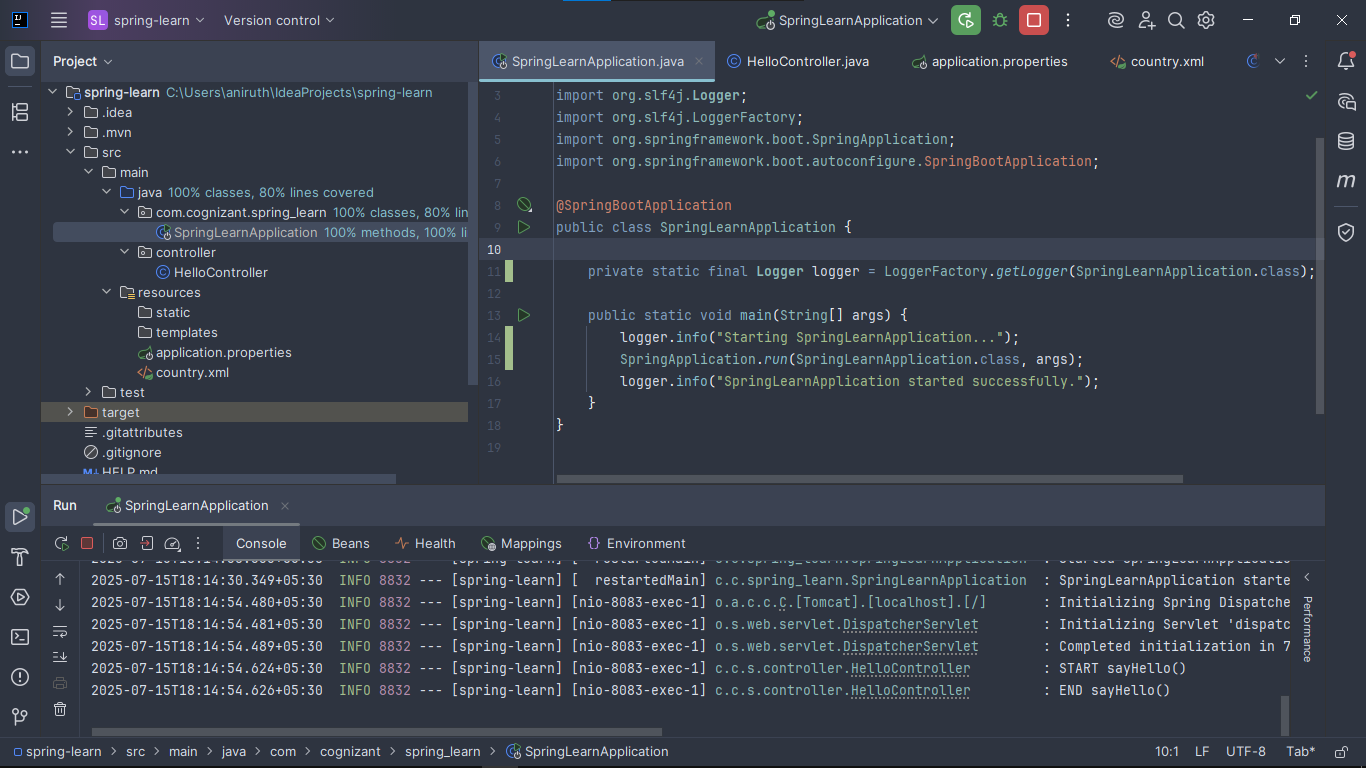 SL spring-learn Version control SpringLearnApplication
Project
spring-learn C:\Users\aniruth\IdeaProjects\spring-learn
.idea
.mvn
src
main
java 100% classes, 80% lines covered
com.cognizant.spring_learn 100% classes, 80% lin
SpringLearnApplication 100% methods, 100% li
controller
HelloController
resources
static
templates
application.properties
country.xml
test
target
.gitattributes
.gitignore
HELP.md
SpringLearnApplication.java HelloController.java application.properties country.xml
3 import org.slf4j.Logger;
4 import org.slf4j.LoggerFactory;
5 import org.springframework.boot.SpringApplication;
6 import org.springframework.boot.autoconfigure.SpringBootApplication;
7
8 @SpringBootApplication
9 public class SpringLearnApplication {
10
11 private static final Logger logger = LoggerFactory.getLogger(SpringLearnApplication.class);
12
13 public static void main(String[] args) {
14 logger.info("Starting SpringLearnApplication...");
15 SpringApplication.run(SpringLearnApplication.class, args);
16 logger.info("SpringLearnApplication started successfully.");
17 }
18 }
19
Run SpringLearnApplication
Console Beans Health Mappings Environment
2025-07-15T18:14:30.349+05:30 INFO 8832 --- [spring-learn] [ restartedMain] c.c.spring_learn.SpringLearnApplication : SpringLearnApplication starte
2025-07-15T18:14:54.480+05:30 INFO 8832 --- [spring-learn] [nio-8083-exec-1] o.a.c.c.C.[Tomcat].[localhost].[/] : Initializing Spring Dispatche
2025-07-15T18:14:54.481+05:30 INFO 8832 --- [spring-learn] [nio-8083-exec-1] o.s.web.servlet.DispatcherServlet : Initializing Servlet 'dispatc
2025-07-15T18:14:54.489+05:30 INFO 8832 --- [spring-learn] [nio-8083-exec-1] o.s.web.servlet.DispatcherServlet : Completed initialization in 7
2025-07-15T18:14:54.624+05:30 INFO 8832 --- [spring-learn] [nio-8083-exec-1] c.c.s.controller.HelloController : START sayHello()
2025-07-15T18:14:54.626+05:30 INFO 8832 --- [spring-learn] [nio-8083-exec-1] c.c.s.controller.HelloController : END sayHello()
Performance
spring-learn > src > main > java > com > cognizant > spring_learn > SpringLearnApplication 10:1 LF UTF-8 Tab*